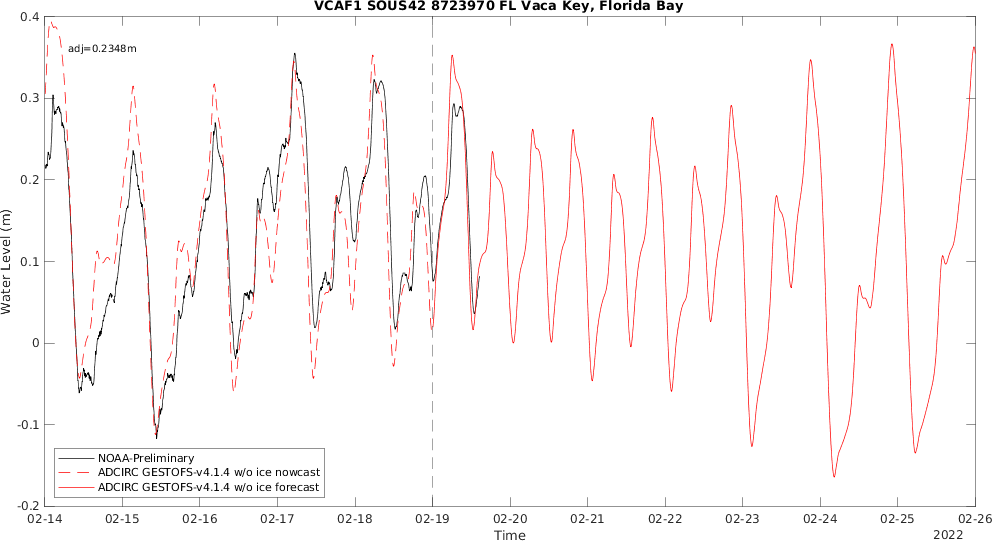 VCAF1 SOUS42 8723970 FL Vaca Key, Florida Bay
adj=0.2348m
Water Level (m)
0.4
0.3
0.2
0.1
0
-0.1
-0.2
NOAA-Preliminary
ADCIRC GESTOFS-v4.1.4 w/o ice nowcast
ADCIRC GESTOFS-v4.1.4 w/o ice forecast
02-14 02-15 02-16 02-17 02-18 02-19 02-20 02-21 02-22 02-23 02-24 02-25 02-26
Time
2022